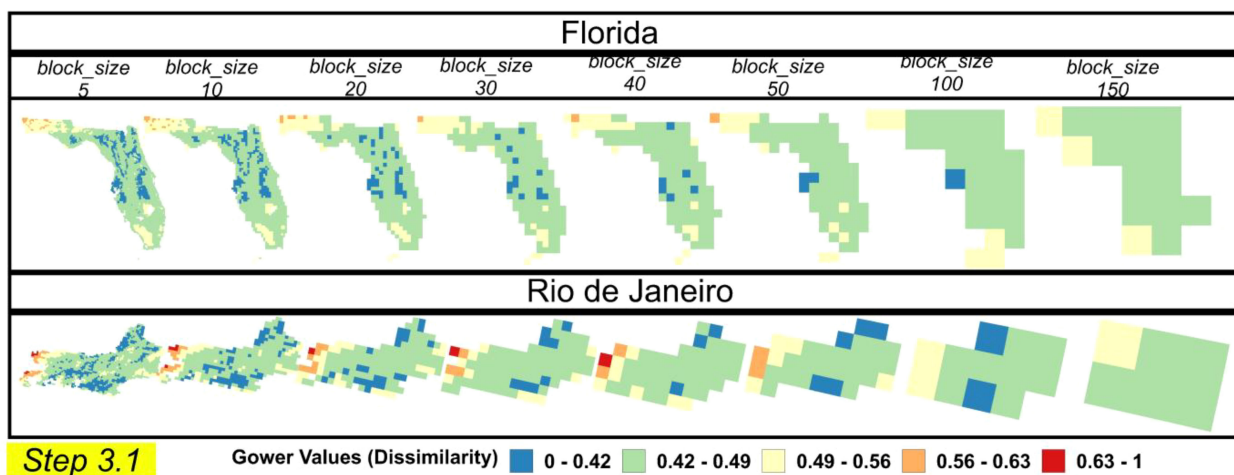 Florida
block_size block_size block_size block_size block_size block_size block_size block_size
5 10 20 30 40 50 100 150
Rio de Janeiro
Step 3.1 Gower Values (Dissimilarity) 0 - 0.42 0.42 - 0.49 0.49 - 0.56 0.56 - 0.63 0.63 - 1